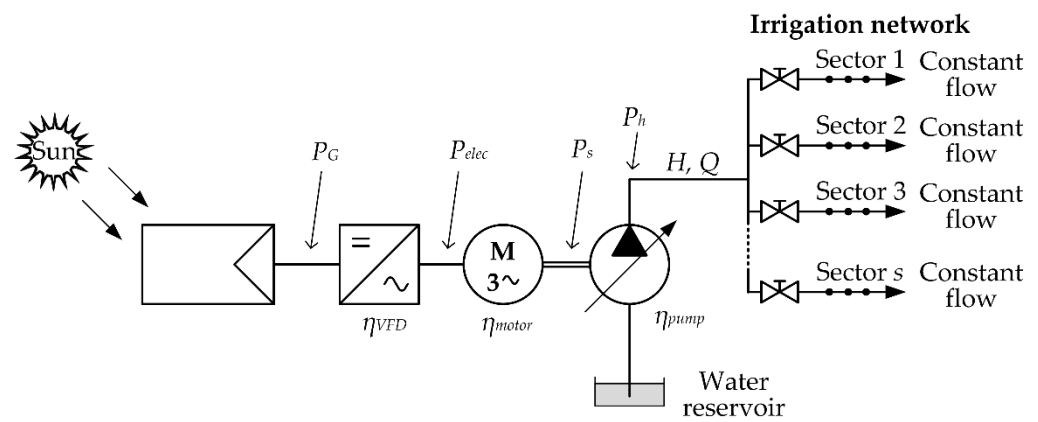 Irrigation network
Sector 1
Constant
flow
Sector 2
Constant
flow
Sector 3
Constant
flow
Sector s
Constant
flow
Sun
P_G
P_elec
P_s
P_h
H, Q
=
~
M
3~
η_VFD
η_motor
η_pump
Water
reservoir